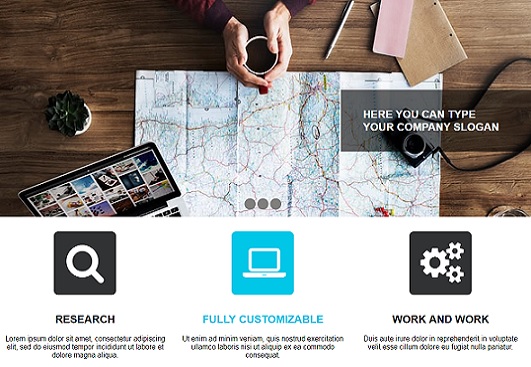 HERE YOU CAN TYPE
YOUR COMPANY SLOGAN
RESEARCH
Lorem ipsum dolor sit amet, consectetur adipiscing
elit, sed do eiusmod tempor incididunt ut labore et
dolore magna aliqua.
FULLY CUSTOMIZABLE
Ut enim ad minim veniam, quis nostrud exercitation
ullamco laboris nisi ut aliquip ex ea commodo
consequat.
WORK AND WORK
Duis aute irure dolor in reprehenderit in voluptate
velit esse cillum dolore eu fugiat nulla pariatur.